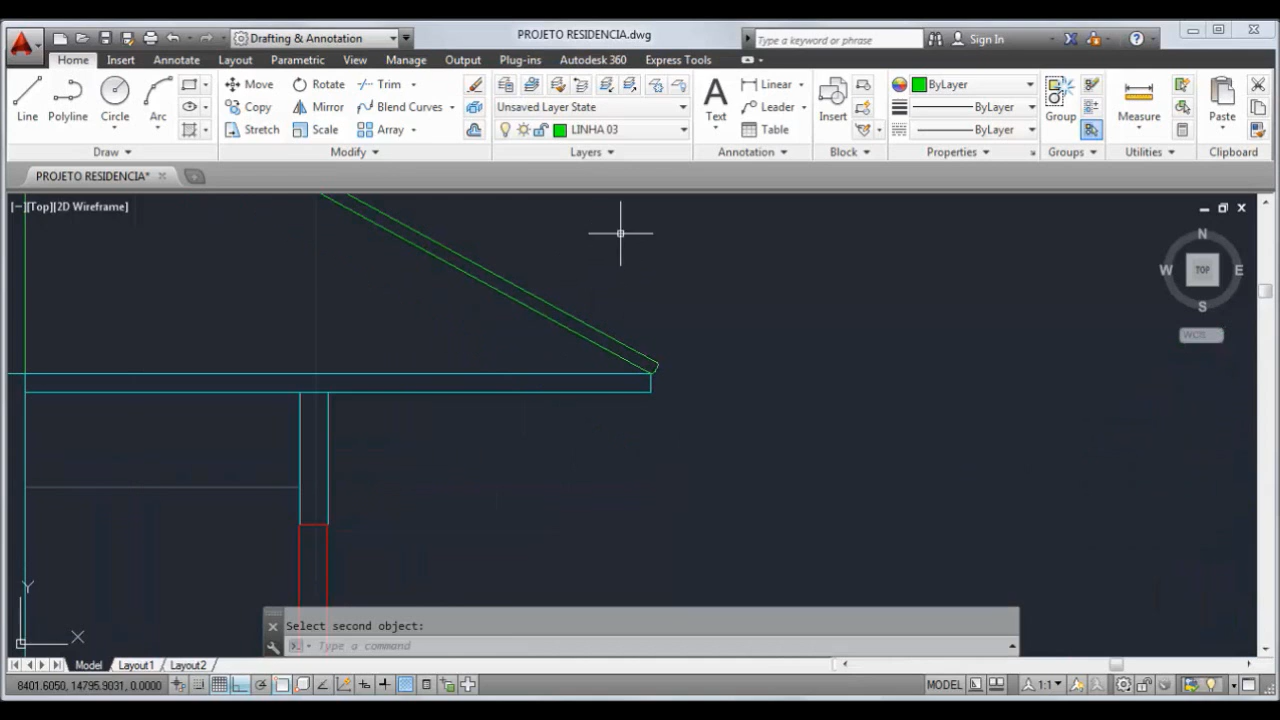 PROJETO RESIDENCIA.dwg
Drafting & Annotation
Type a keyword or phrase
Sign In
Home Insert Annotate Layout Parametric View Manage Output Plug-ins Autodesk 360 Express Tools
Line Polyline Circle Arc
Move Rotate Trim
Copy Mirror Blend Curves
Stretch Scale Array
Unsaved Layer State
LINHA 03
Text
Linear
Leader
Table
Insert
ByLayer
ByLayer
ByLayer
Group
Measure
Paste
Draw Modify Layers Annotation Block Properties Groups Utilities Clipboard
PROJETO RESIDENCIA*
[−][Top][2D Wireframe]
N
W TOP E
S
WCS
Y
X
Select second object:
Type a command
Model Layout1 Layout2
8401.6050, 14795.9031, 0.0000
MODEL
1:1